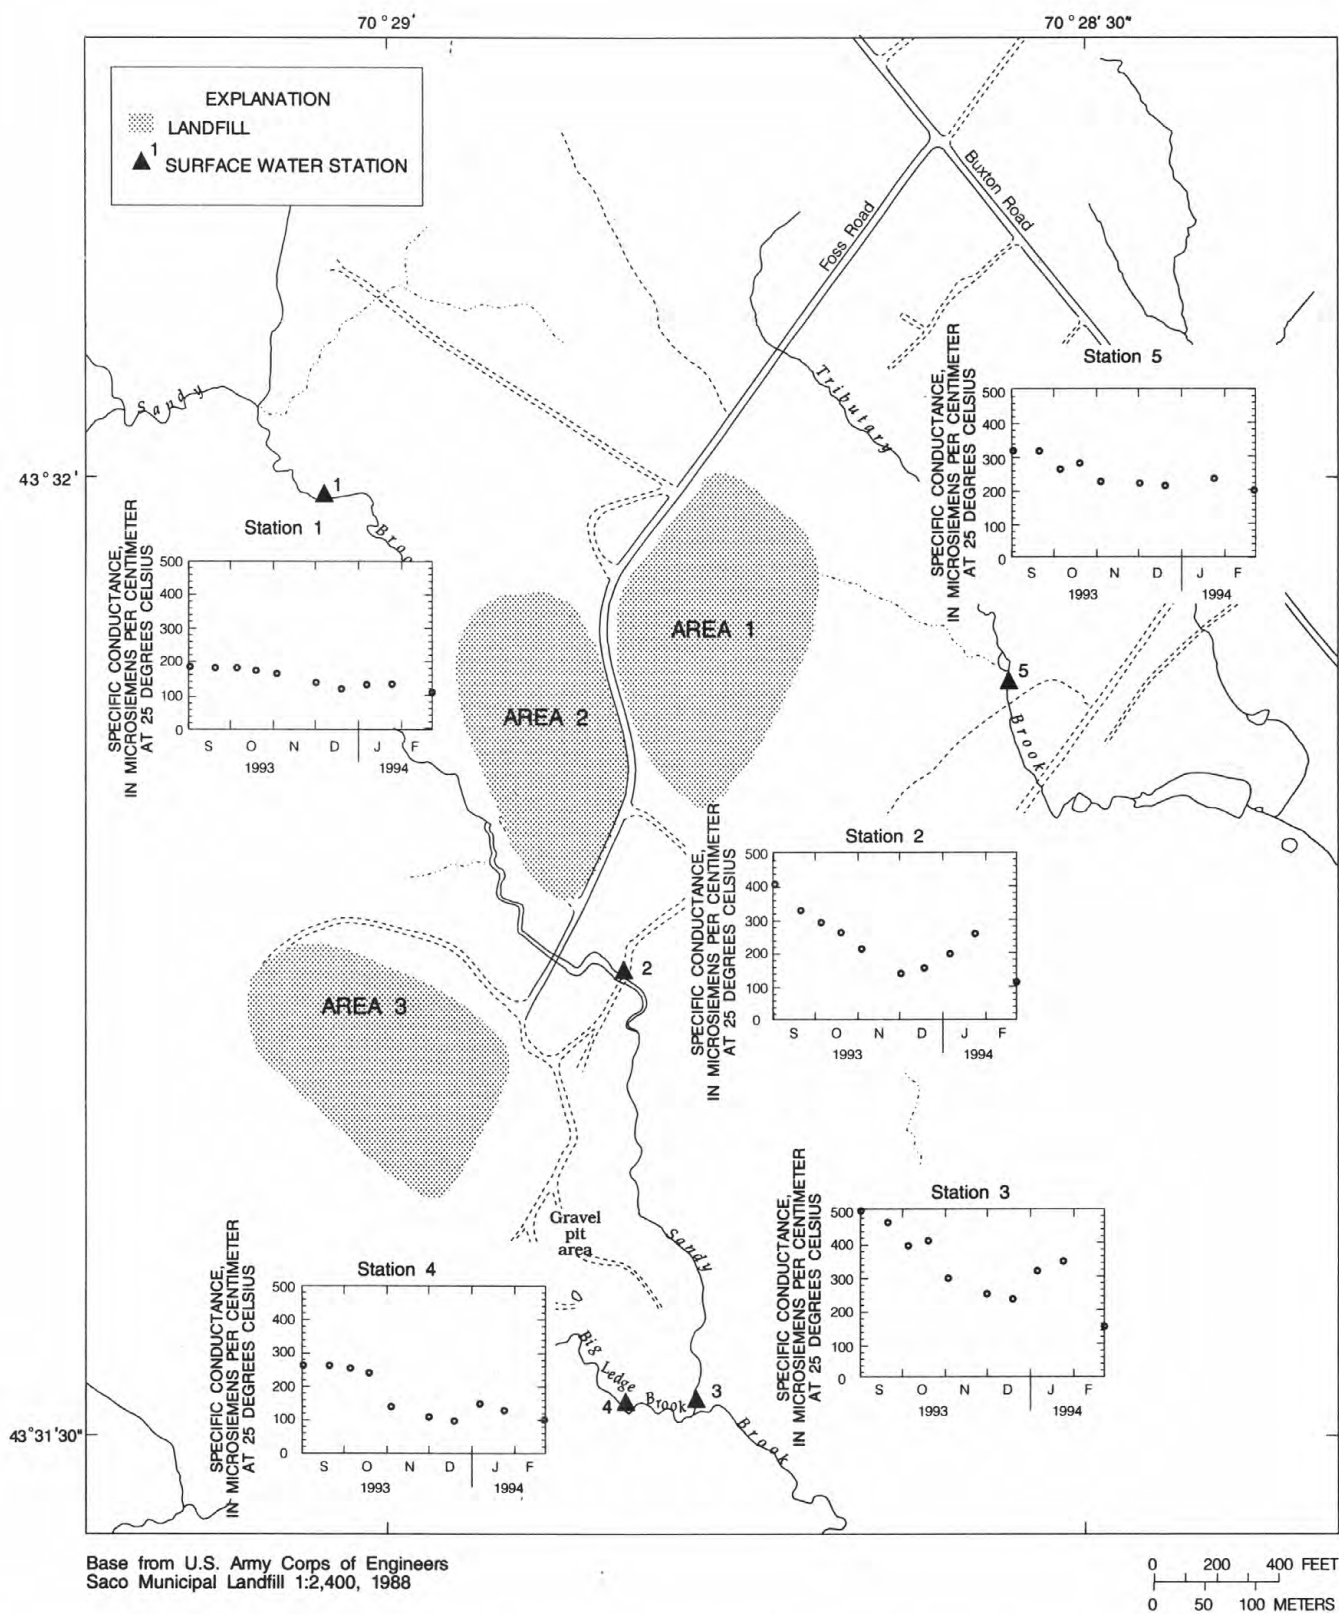 70°29'
70°28'30"
EXPLANATION
LANDFILL
1
SURFACE WATER STATION
Buxton Road
Foss Road
Sandy
Tributary
Station 5
SPECIFIC CONDUCTANCE,
IN MICROSIEMENS PER CENTIMETER
AT 25 DEGREES CELSIUS
500
400
300
200
100
0
S O N D J F
1993 1994
43°32'
1
Station 1
SPECIFIC CONDUCTANCE,
IN MICROSIEMENS PER CENTIMETER
AT 25 DEGREES CELSIUS
500
400
300
200
100
0
S O N D J F
1993 1994
Broo
AREA 1
AREA 2
5
Brook
Station 2
SPECIFIC CONDUCTANCE,
IN MICROSIEMENS PER CENTIMETER
AT 25 DEGREES CELSIUS
500
400
300
200
100
0
S O N D J F
1993 1994
2
AREA 3
Station 3
SPECIFIC CONDUCTANCE,
IN MICROSIEMENS PER CENTIMETER
AT 25 DEGREES CELSIUS
500
400
300
200
100
0
S O N D J F
1993 1994
Gravel
pit
area
Sandy
Station 4
SPECIFIC CONDUCTANCE,
IN MICROSIEMENS PER CENTIMETER
AT 25 DEGREES CELSIUS
500
400
300
200
100
0
S O N D J F
1993 1994
Big Ledge Brook
4
3
Brook
43°31'30"
Base from U.S. Army Corps of Engineers
Saco Municipal Landfill 1:2,400, 1988
0 200 400 FEET
0 50 100 METERS